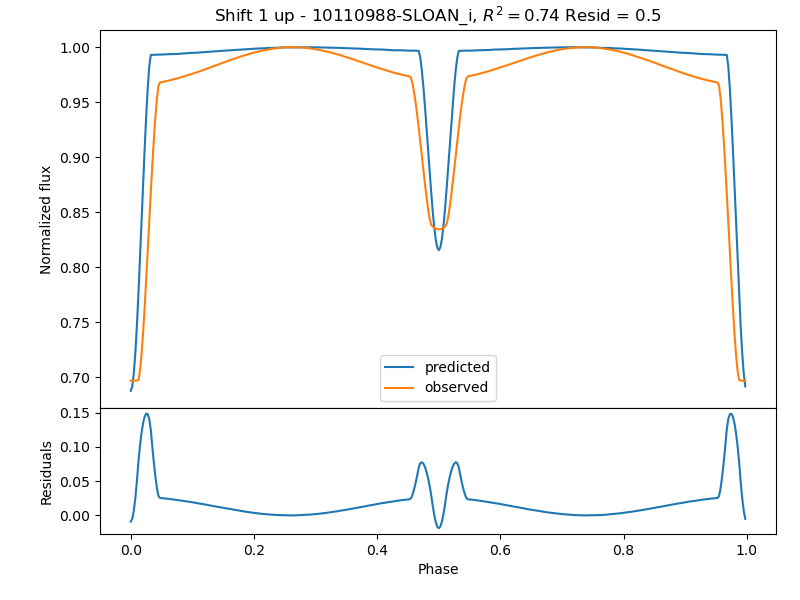 Shift 1 up - 10110988-SLOAN_i, R² = 0.74 Resid = 0.5
Normalized flux
1.00
0.95
0.90
0.85
0.80
0.75
0.70
predicted
observed
Residuals
0.15
0.10
0.05
0.00
0.0 0.2 0.4 0.6 0.8 1.0
Phase